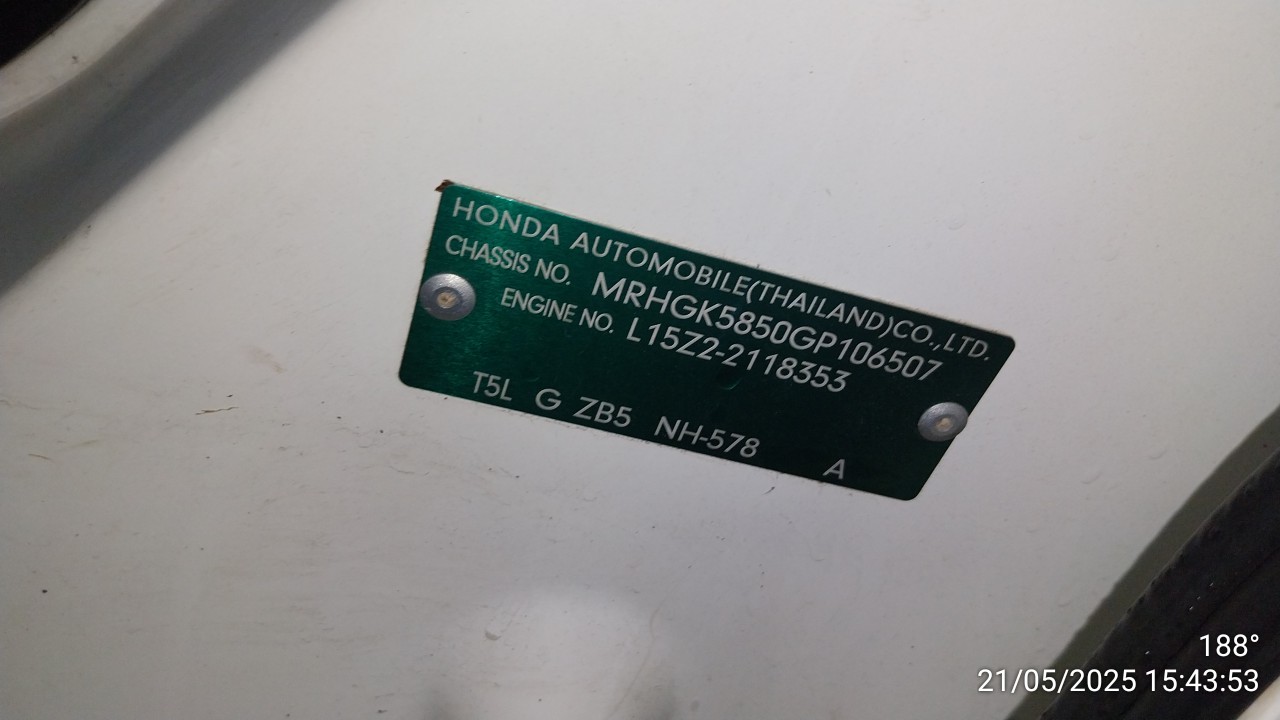 HONDA AUTOMOBILE(THAILAND)CO.,LTD.
CHASSIS NO. MRHGK5850GP106507
ENGINE NO. L15Z2-2118353
T5L G ZB5 NH-578 A
188°
21/05/2025 15:43:53